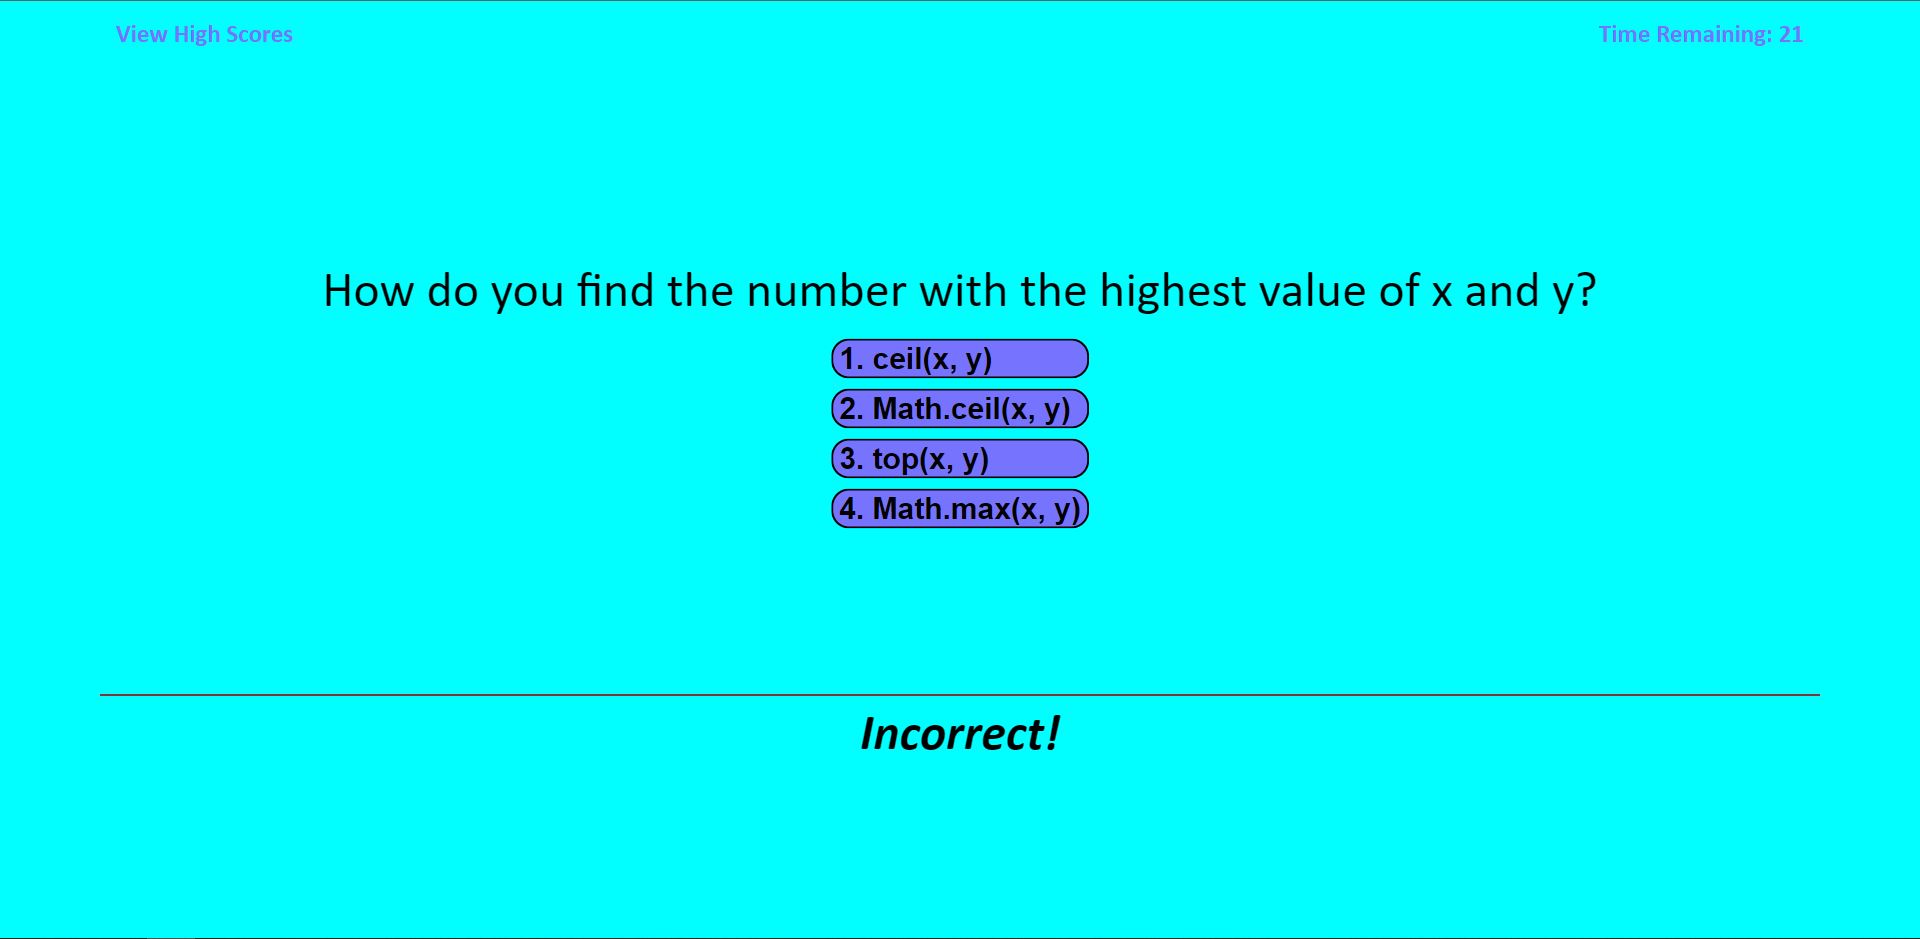 View High Scores
Time Remaining: 21
How do you find the number with the highest value of x and y?
1. ceil(x, y)
2. Math.ceil(x, y)
3. top(x, y)
4. Math.max(x, y)
Incorrect!